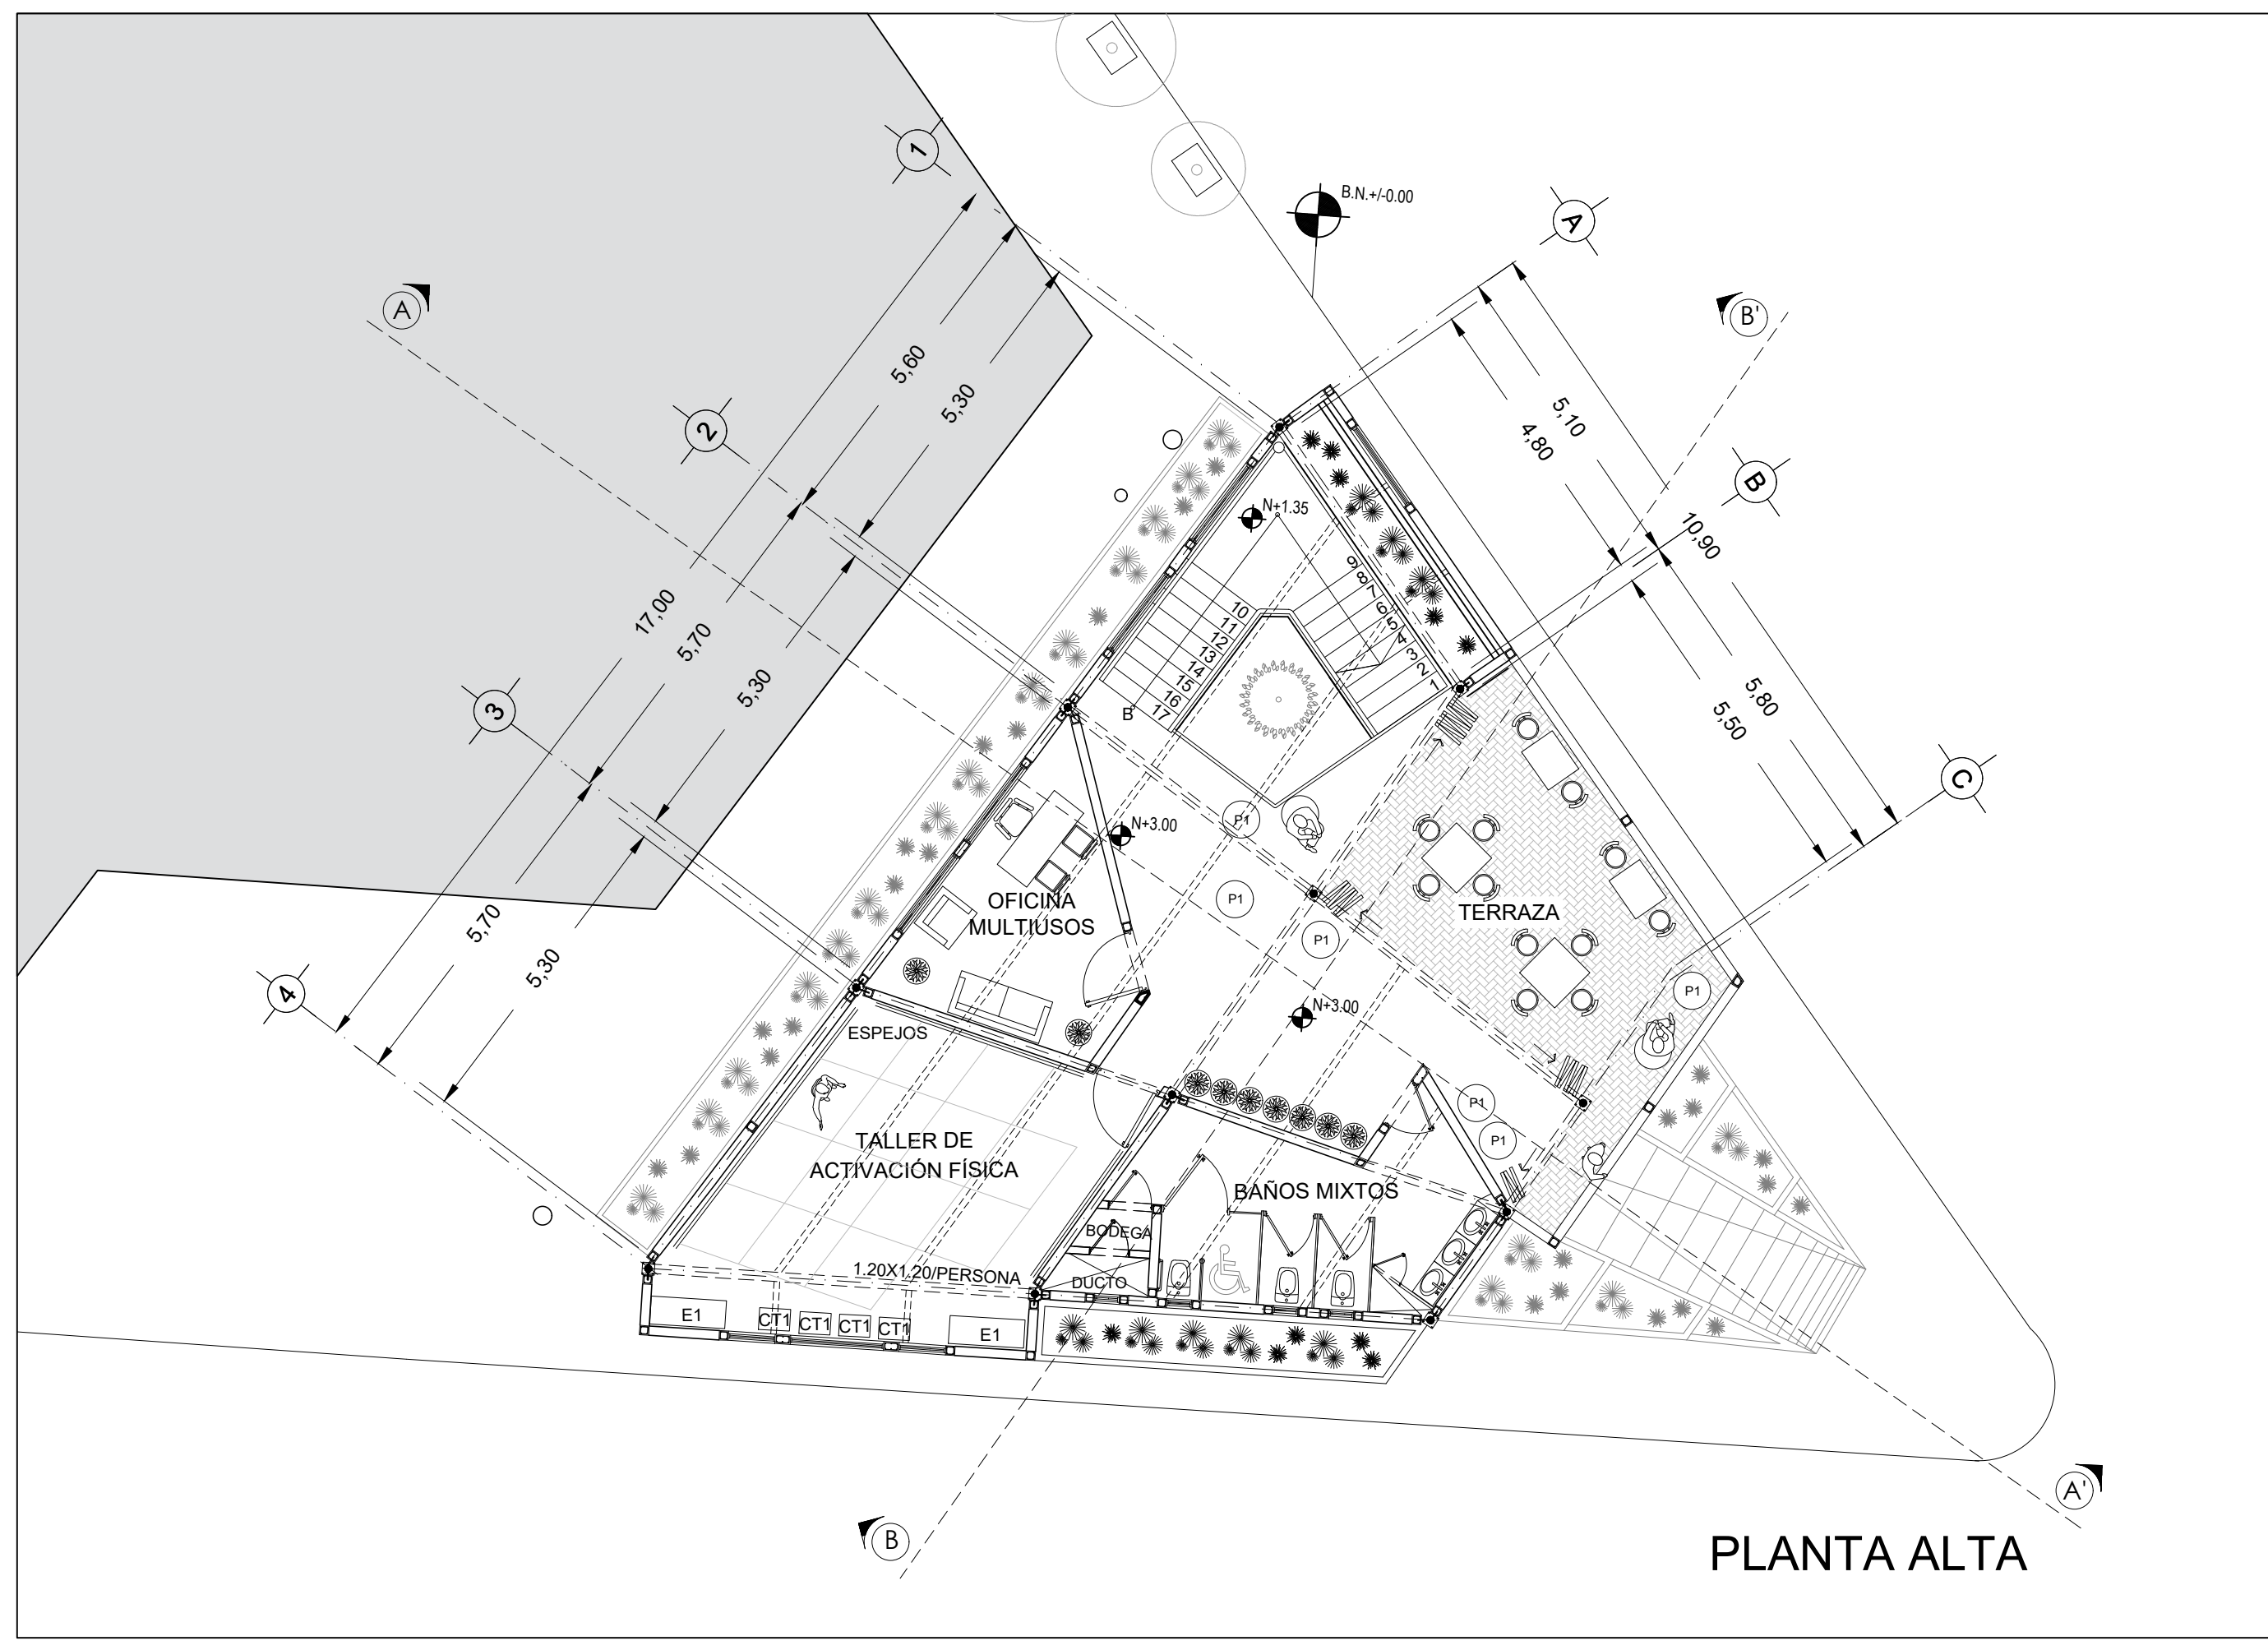 1
B.N.+/-0.00
A
A
B'
5,60
5,30
5,10
4,80
2
B
10,90
N+1.35
17,00
5,70
5,30
9
8
7
6
5
4
3
2
1
10
11
12
13
14
15
16
17
B
5,80
5,50
3
C
P1
N+3.00
P1
P1
OFICINA
MULTIUSOS
TERRAZA
5,70
5,30
4
P1
N+3.00
ESPEJOS
P1
P1
TALLER DE
ACTIVACIÓN FÍSICA
BAÑOS MIXTOS
BODEGA
1.20X1.20/PERSONA
DUCTO
E1
CT1
CT1
CT1
CT1
E1
A'
B
PLANTA ALTA